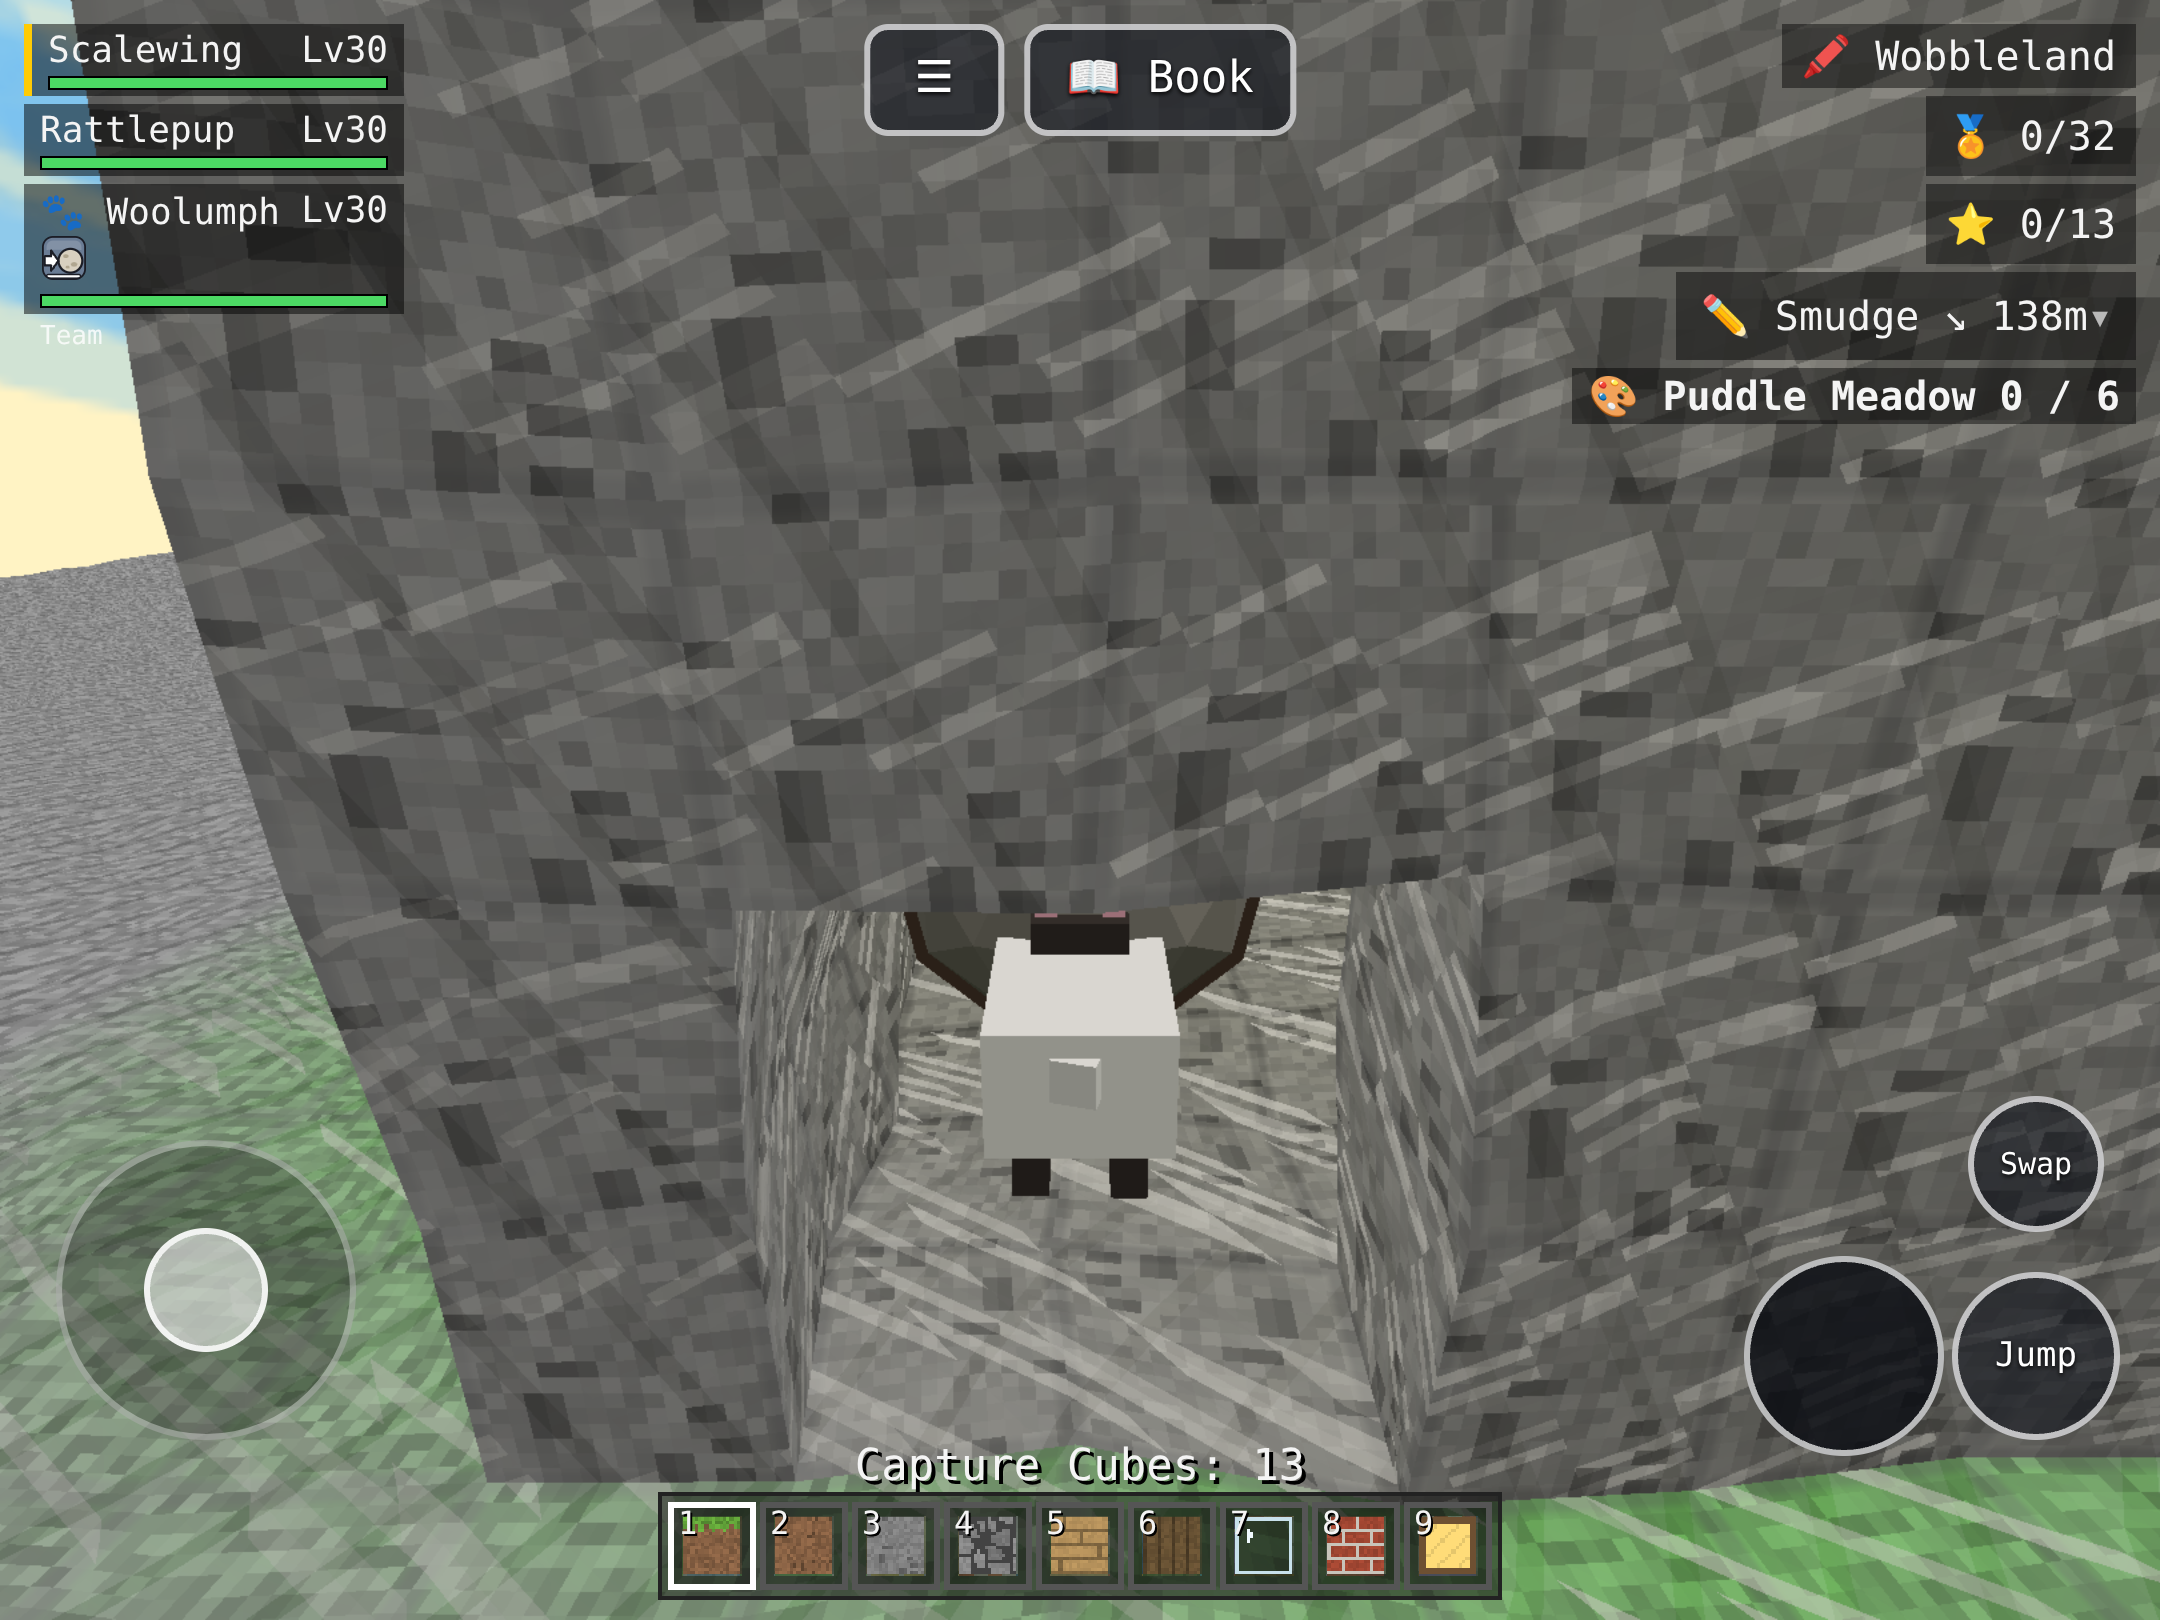 Scalewing Lv30
Rattlepup Lv30
Woolumph Lv30
Team
☰
Book
Wobbleland
0/32
0/13
Smudge ↘ 138m▾
Puddle Meadow 0 / 6
Swap
Jump
Capture Cubes: 13
1 2 3 4 5 6 7 8 9